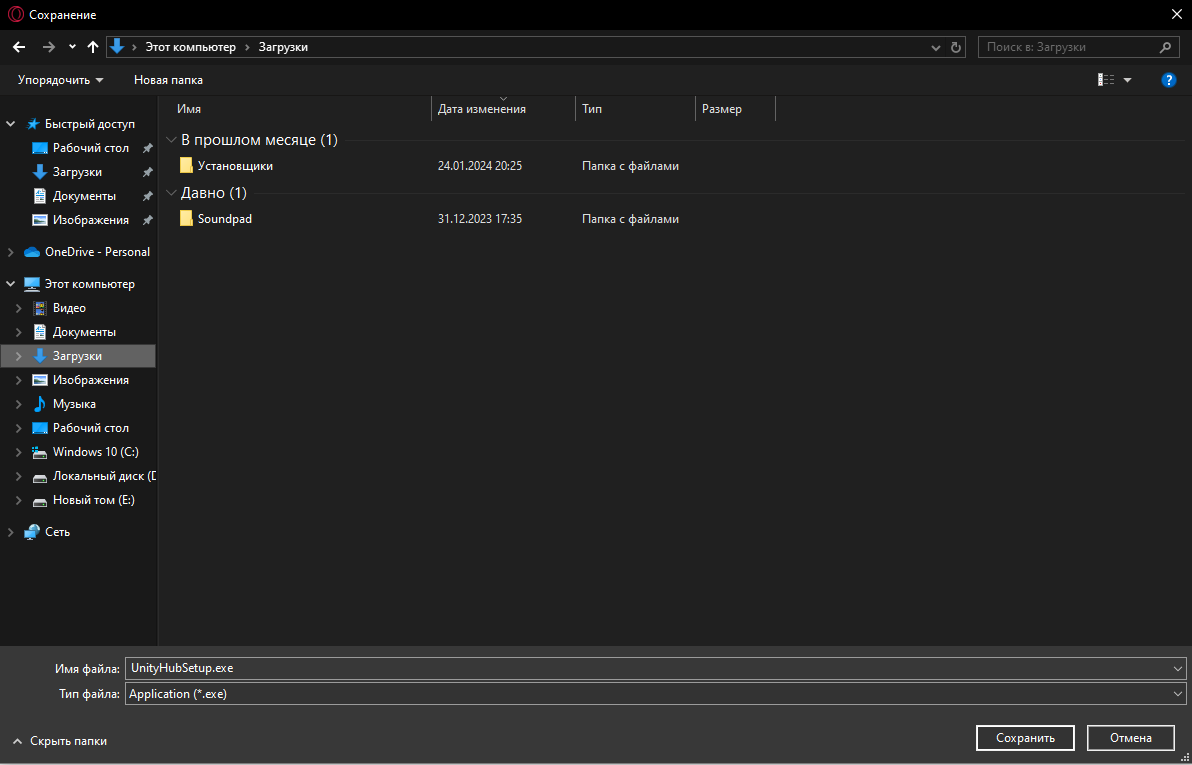 Сохранение
Этот компьютер Загрузки
Поиск в: Загрузки
Упорядочить Новая папка
Имя Дата изменения Тип Размер
Быстрый доступ
Рабочий стол
Загрузки
Документы
Изображения
OneDrive - Personal
Этот компьютер
Видео
Документы
Загрузки
Изображения
Музыка
Рабочий стол
Windows 10 (C:)
Локальный диск (D
Новый том (E:)
Сеть
В прошлом месяце (1)
Установщики 24.01.2024 20:25 Папка с файлами
Давно (1)
Soundpad 31.12.2023 17:35 Папка с файлами
Имя файла: UnityHubSetup.exe
Тип файла: Application (*.exe)
Скрыть папки
Сохранить Отмена